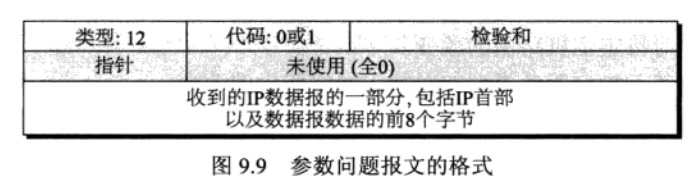 类型: 12 代码: 0或1 检验和
指针 未使用 (全0)
收到的IP数据报的一部分,包括IP首部
以及数据报数据的前8个字节
图 9.9 参数问题报文的格式